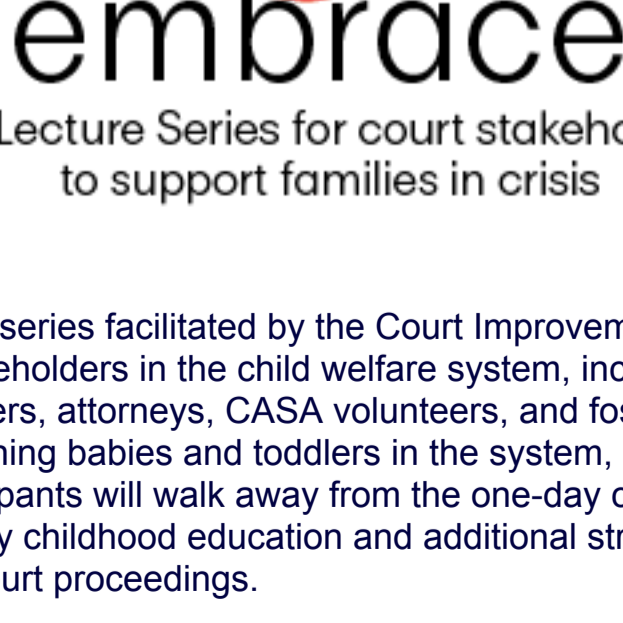 embrace
Lecture Series for court stakeho
to support families in crisis
series facilitated by the Court Improvem
eholders in the child welfare system, inc
ers, attorneys, CASA volunteers, and fos
ning babies and toddlers in the system,
pants will walk away from the one-day c
y childhood education and additional str
urt proceedings.